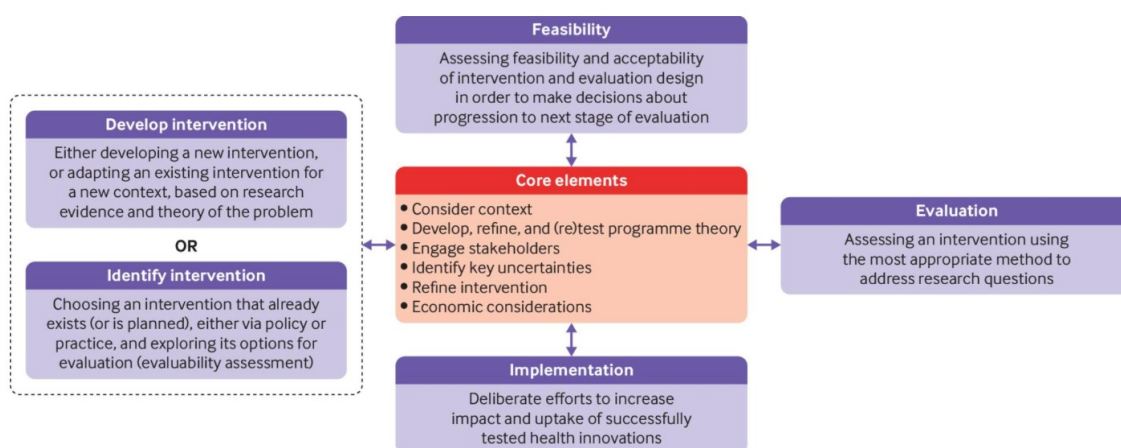 Feasibility
Assessing feasibility and acceptability
of intervention and evaluation design
in order to make decisions about
progression to next stage of evaluation
Develop intervention
Either developing a new intervention,
or adapting an existing intervention for
a new context, based on research
evidence and theory of the problem
OR
Identify intervention
Choosing an intervention that already
exists (or is planned), either via policy or
practice, and exploring its options for
evaluation (evaluability assessment)
Core elements
• Consider context
• Develop, refine, and (re)test programme theory
• Engage stakeholders
• Identify key uncertainties
• Refine intervention
• Economic considerations
Evaluation
Assessing an intervention using
the most appropriate method to
address research questions
Implementation
Deliberate efforts to increase
impact and uptake of successfully
tested health innovations